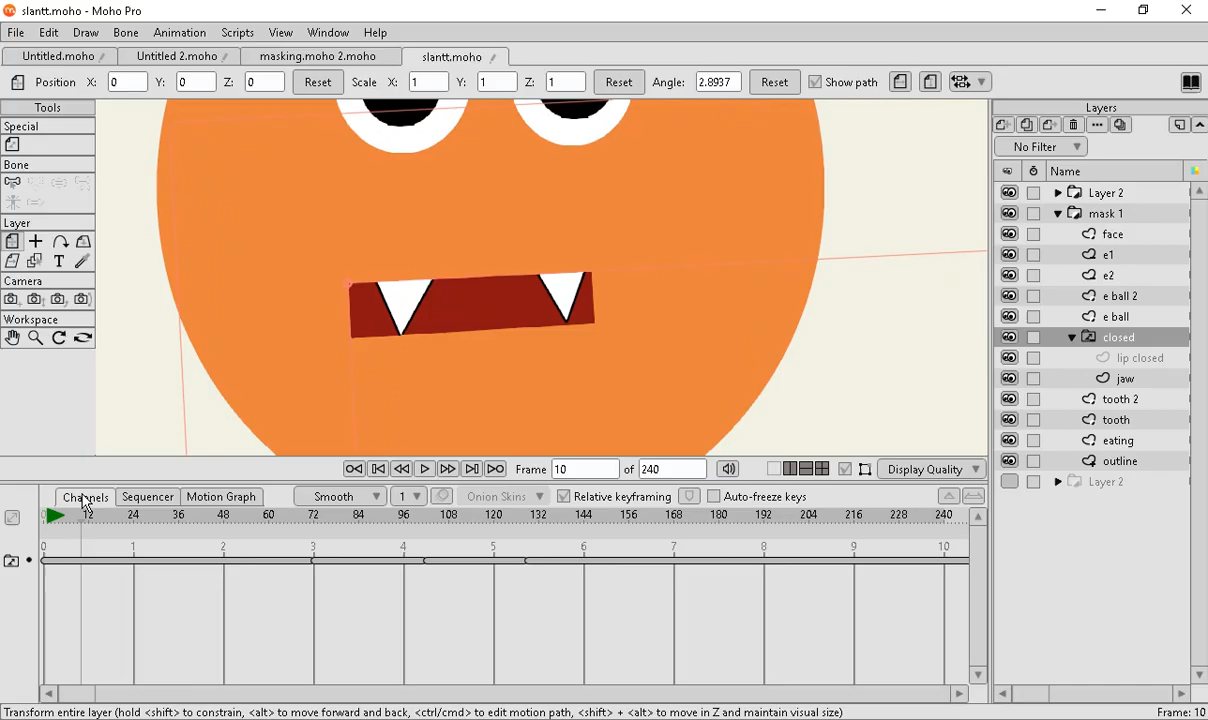 slantt.moho - Moho Pro
File Edit Draw Bone Animation Scripts View Window Help
Untitled.moho Untitled 2.moho masking.moho 2.moho slantt.moho
Position X: 0 Y: 0 Z: 0 Reset Scale X: 1 Y: 1 Z: 1 Reset Angle: 2.8937 Reset Show path
Tools
Special
Bone
Layer
T
Camera
Workspace
Layers
No Filter
Name
Layer 2
mask 1
face
e1
e2
e ball 2
e ball
closed
lip closed
jaw
tooth 2
tooth
eating
outline
Layer 2
Frame 10 of 240 Display Quality
Channels Sequencer Motion Graph Smooth 1 Onion Skins Relative keyframing Auto-freeze keys
0 12 24 36 48 60 72 84 96 108 120 132 144 156 168 180 192 204 216 228 240
0 1 2 3 4 5 6 7 8 9 10
Transform entire layer (hold <shift> to constrain, <alt> to move forward and back, <ctrl/cmd> to edit motion path, <shift> + <alt> to move in Z and maintain visual size) Frame: 10